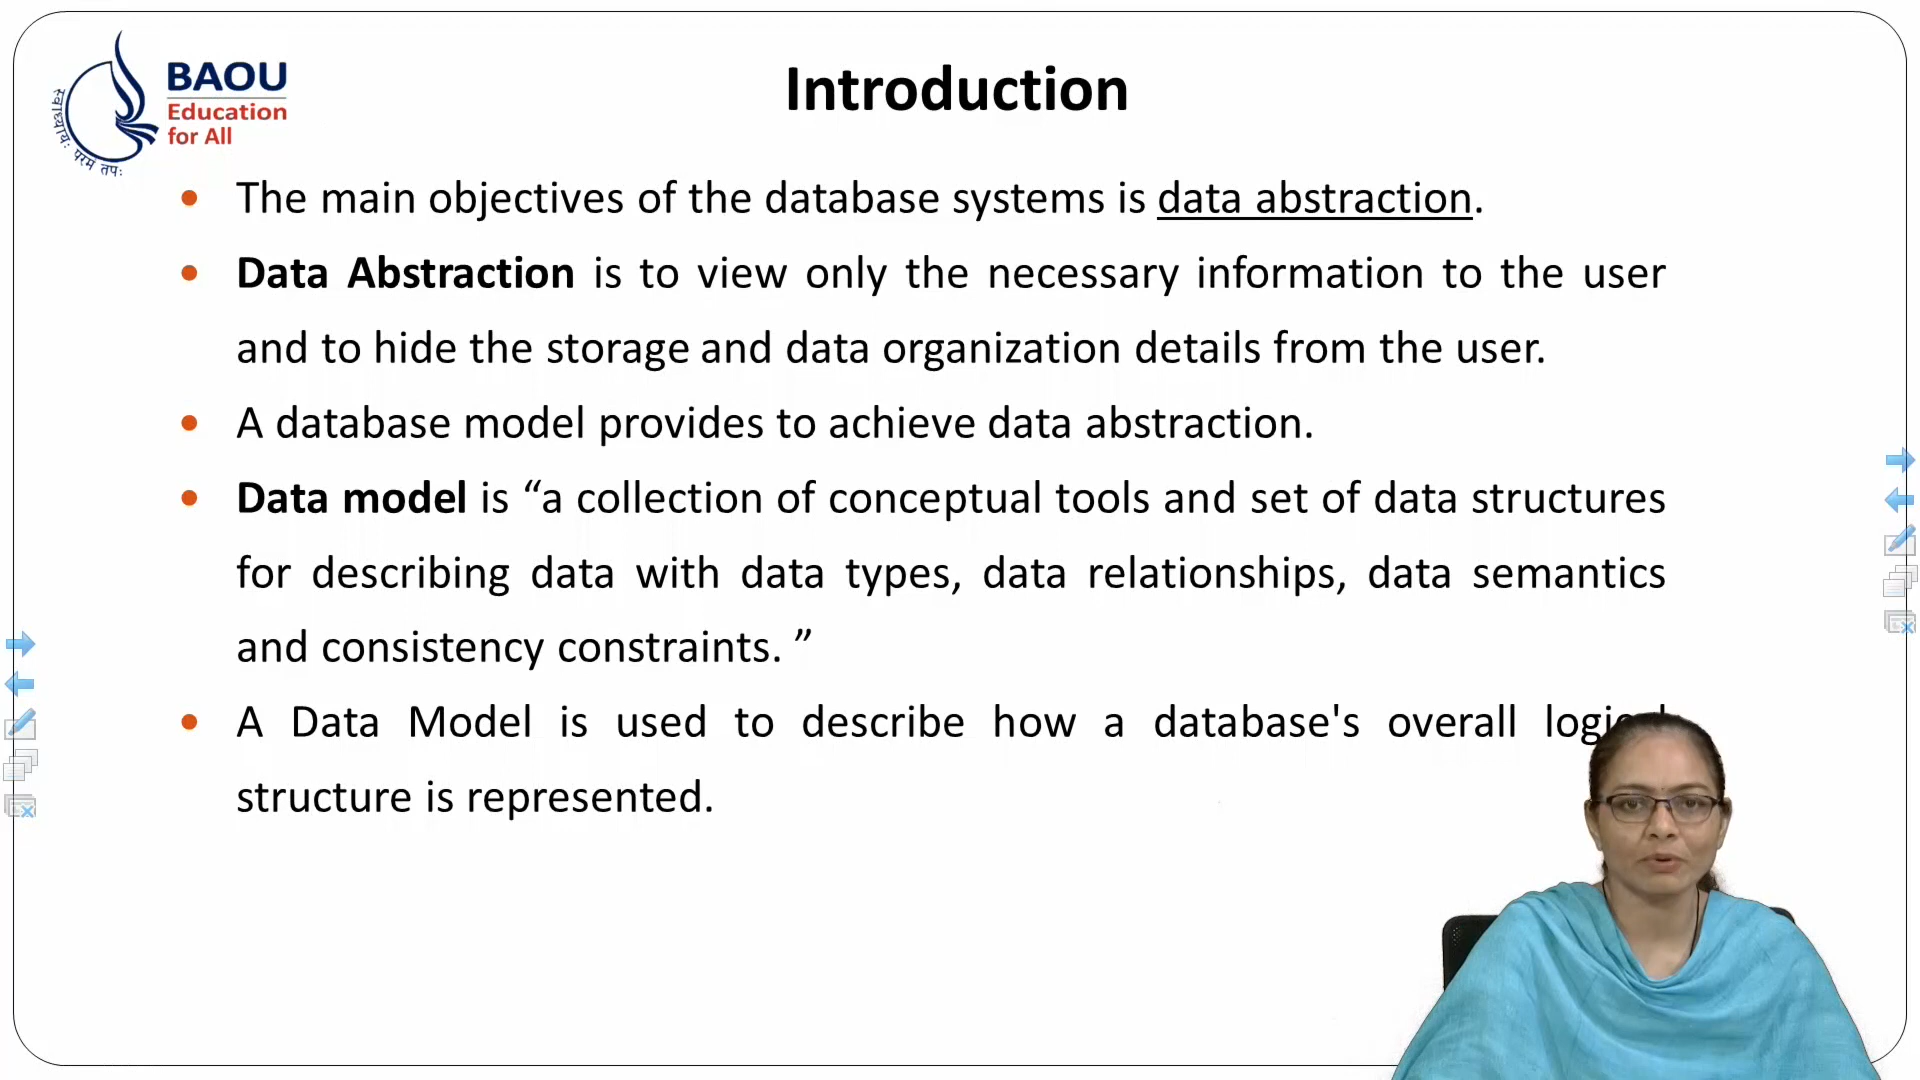 BAOU
Education
for All
स्वाध्यायः परमं तपः
Introduction
The main objectives of the database systems is data abstraction.
Data Abstraction is to view only the necessary information to the user
and to hide the storage and data organization details from the user.
A database model provides to achieve data abstraction.
Data model is “a collection of conceptual tools and set of data structures
for describing data with data types, data relationships, data semantics
and consistency constraints. ”
A Data Model is used to describe how a database's overall
structure is represented.